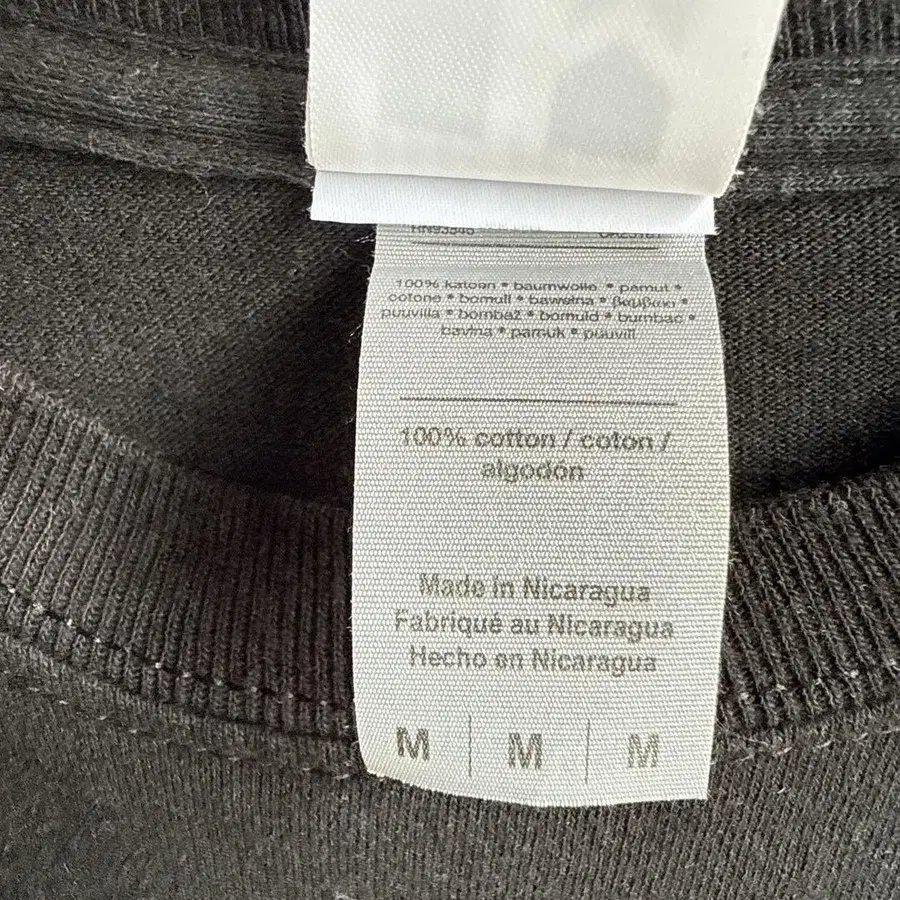 RN93546
100% katoen * baumwolle * pamut *
cotone * bomull * bawełna * βαμβάκι *
puuvilla * bombaž * bomuld * bumbac *
bavlna * pamuk * puuvill
100% cotton / coton /
algodón
Made in Nicaragua
Fabriqué au Nicaragua
Hecho en Nicaragua
M | M | M